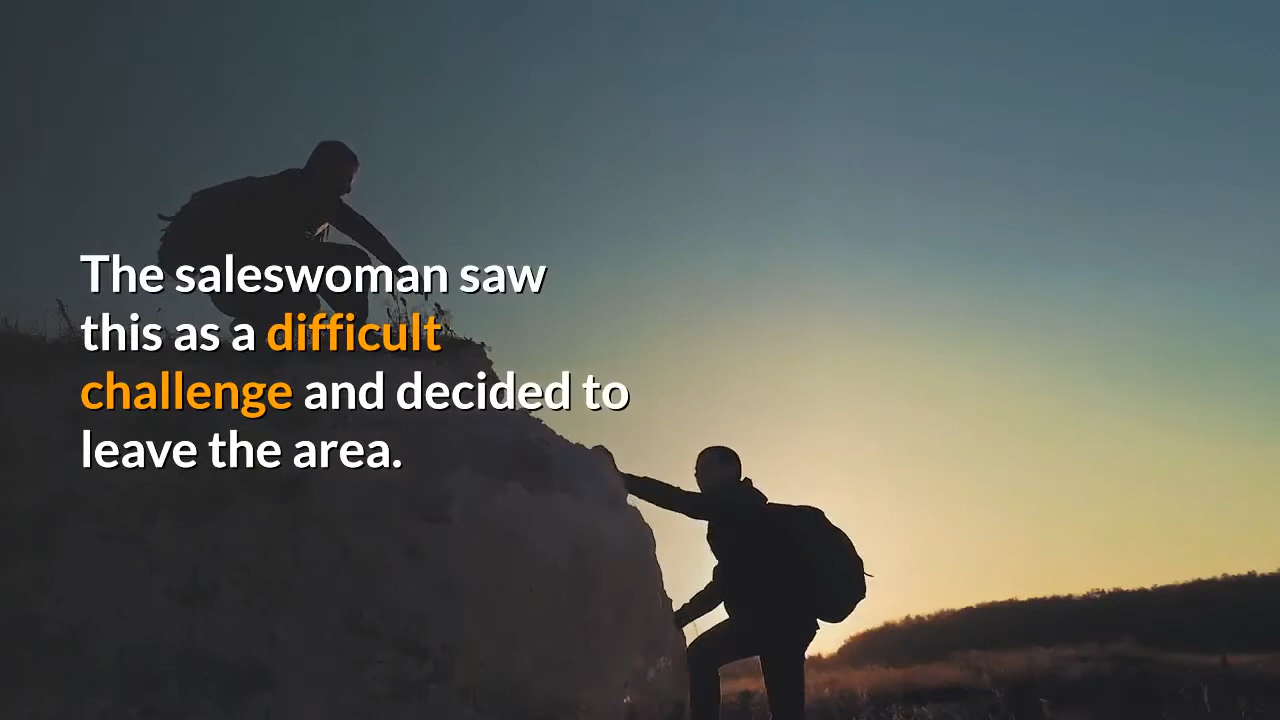 The saleswoman saw
this as a difficult
challenge and decided to
leave the area.